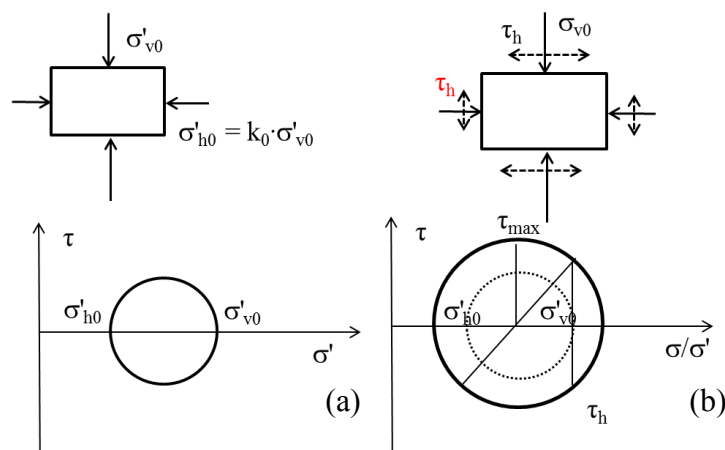 σ'v0
σ'h0 = k0·σ'v0
τ
σ'h0
σ'v0
σ'
(a)
τh
σv0
τh
τmax
τ
σ'h0
σ'v0
σ/σ'
τh
(b)